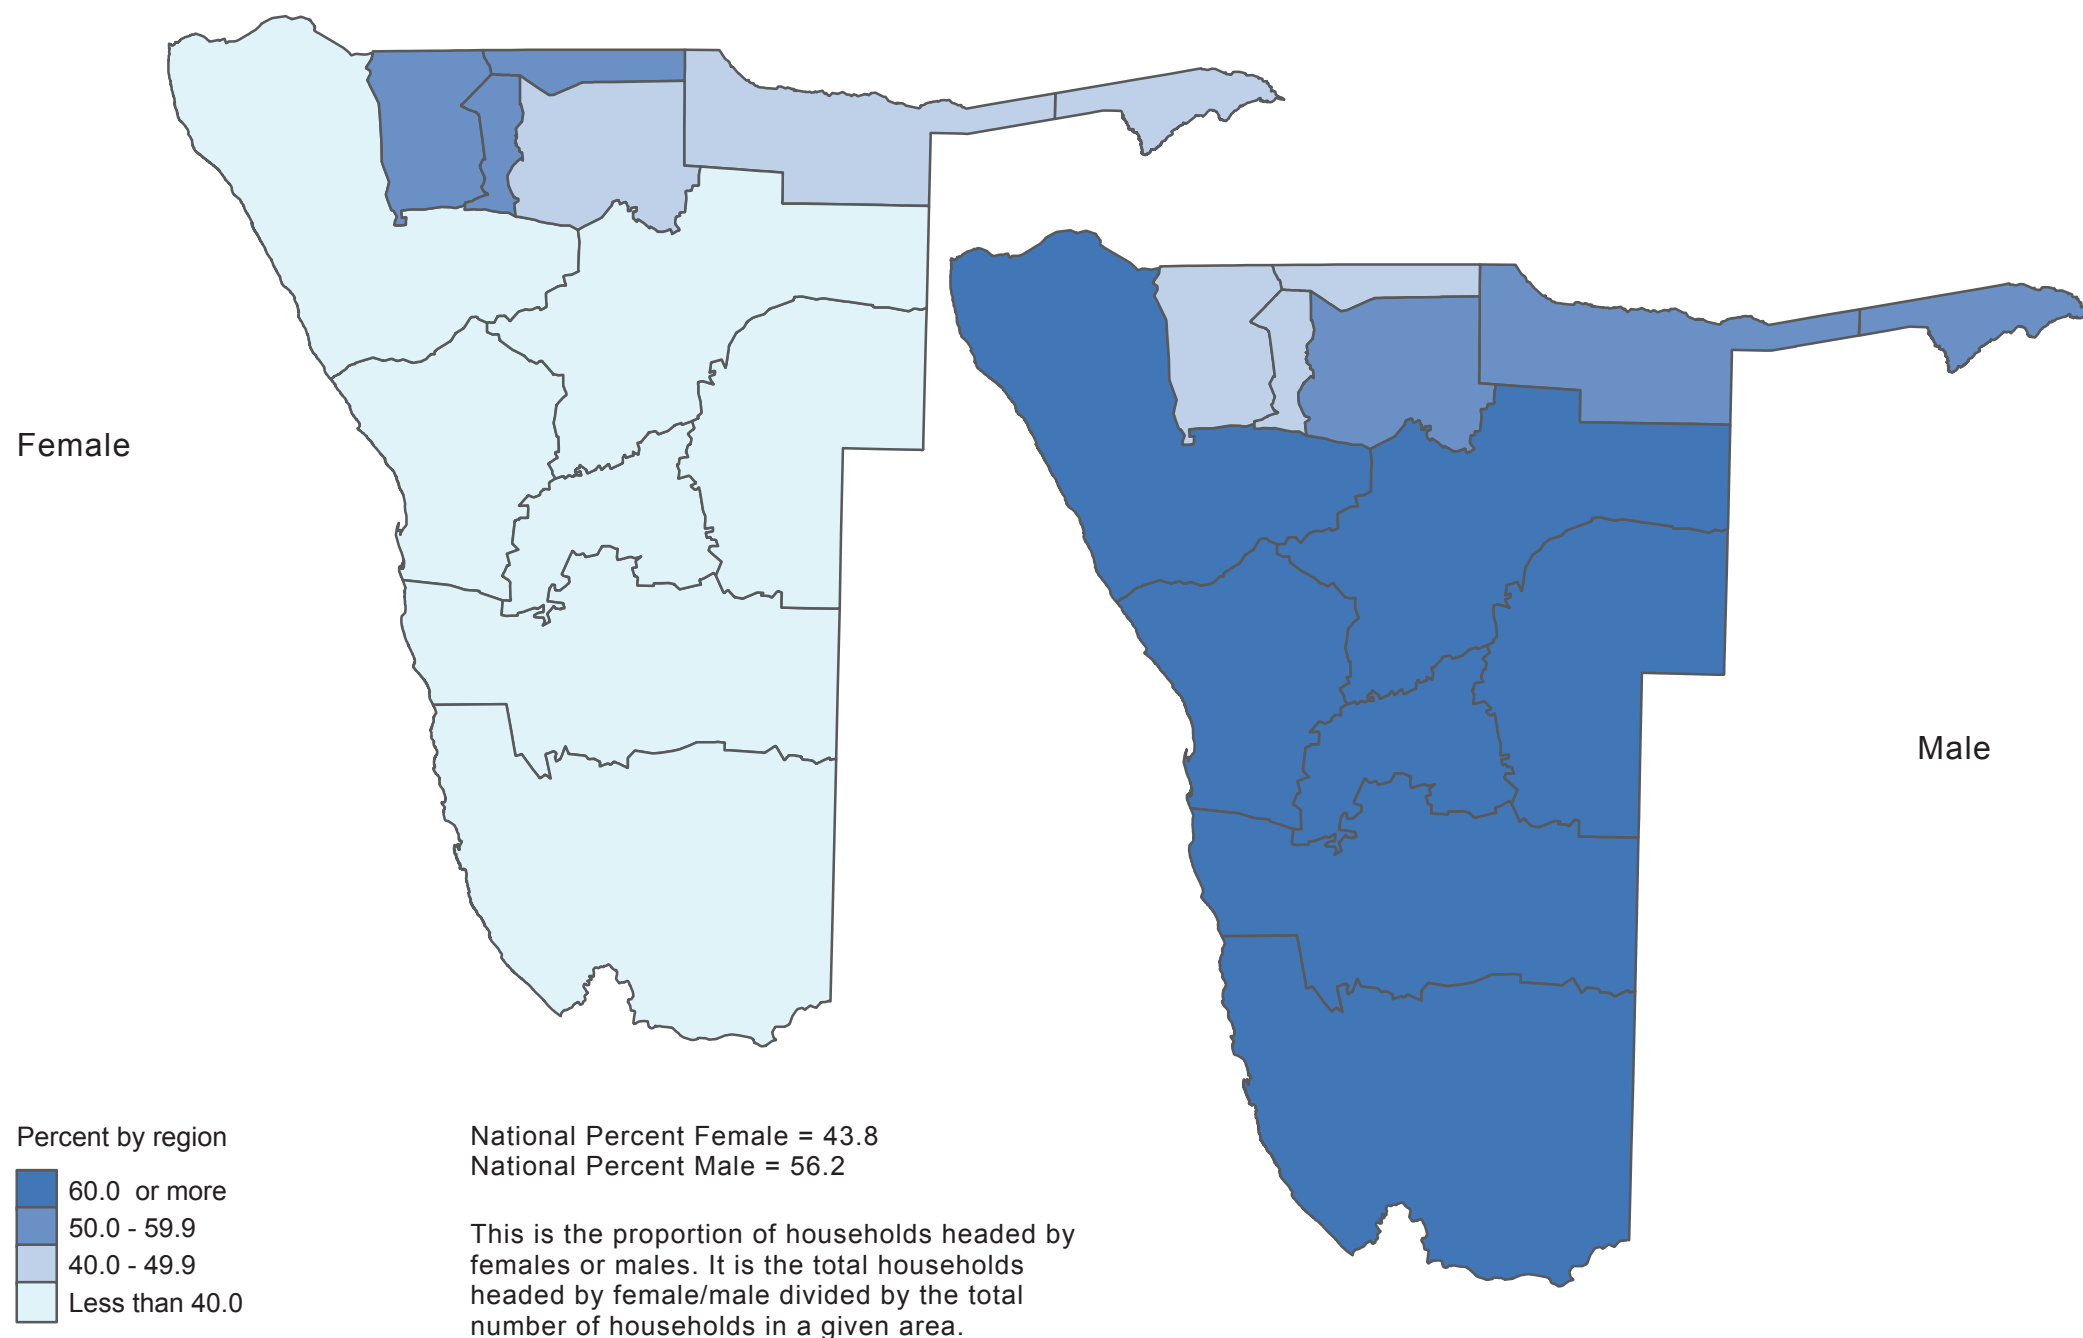 Female
Male
Percent by region
60.0 or more
50.0 - 59.9
40.0 - 49.9
Less than 40.0
National Percent Female = 43.8
National Percent Male = 56.2
This is the proportion of households headed by
females or males. It is the total households
headed by female/male divided by the total
number of households in a given area.